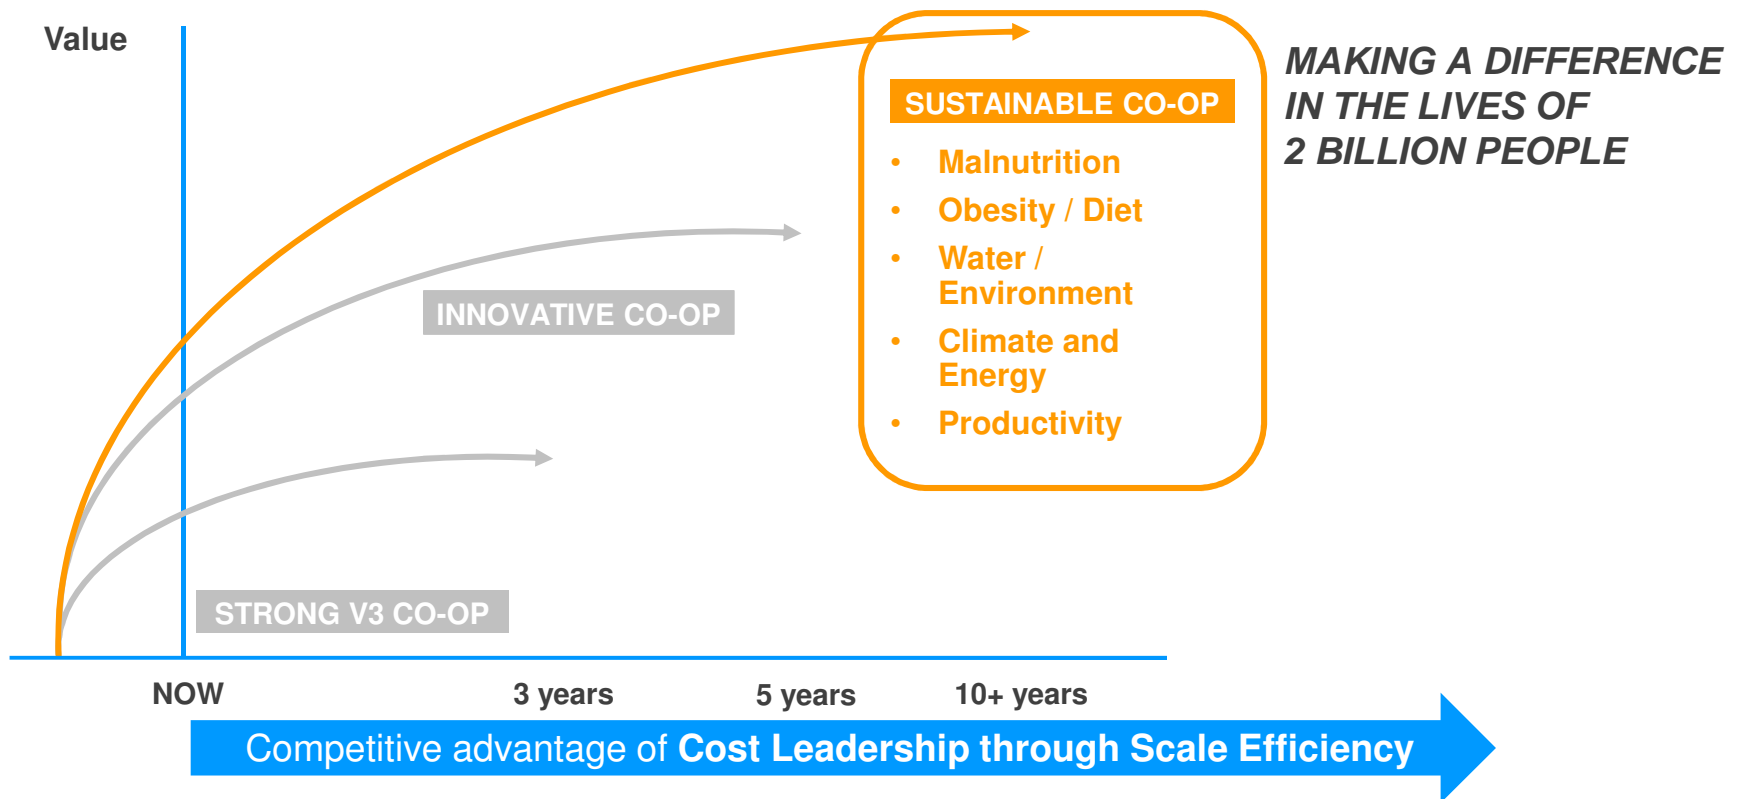 Value
MAKING A DIFFERENCE
IN THE LIVES OF
2 BILLION PEOPLE
SUSTAINABLE CO-OP
• Malnutrition
• Obesity / Diet
• Water /
Environment
• Climate and
Energy
• Productivity
INNOVATIVE CO-OP
STRONG V3 CO-OP
NOW
3 years
5 years
10+ years
Competitive advantage of Cost Leadership through Scale Efficiency